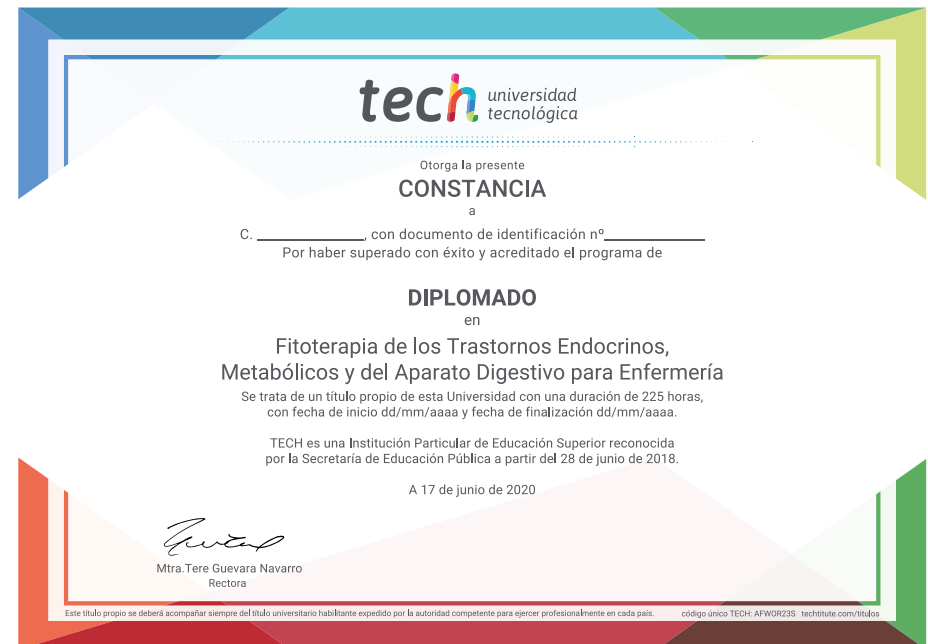 tech universidad
tecnológica
Otorga la presente
CONSTANCIA
a
C. ______________, con documento de identificación nº_____________
Por haber superado con éxito y acreditado el programa de
DIPLOMADO
en
Fitoterapia de los Trastornos Endocrinos,
Metabólicos y del Aparato Digestivo para Enfermería
Se trata de un título propio de esta Universidad con una duración de 225 horas,
con fecha de inicio dd/mm/aaaa y fecha de finalización dd/mm/aaaa.
TECH es una Institución Particular de Educación Superior reconocida
por la Secretaría de Educación Pública a partir del 28 de junio de 2018.
A 17 de junio de 2020
Mtra.Tere Guevara Navarro
Rectora
Este título propio se deberá acompañar siempre del título universitario habilitante expedido por la autoridad competente para ejercer profesionalmente en cada país. código único TECH: AFWOR23S techtitute.com/titulos